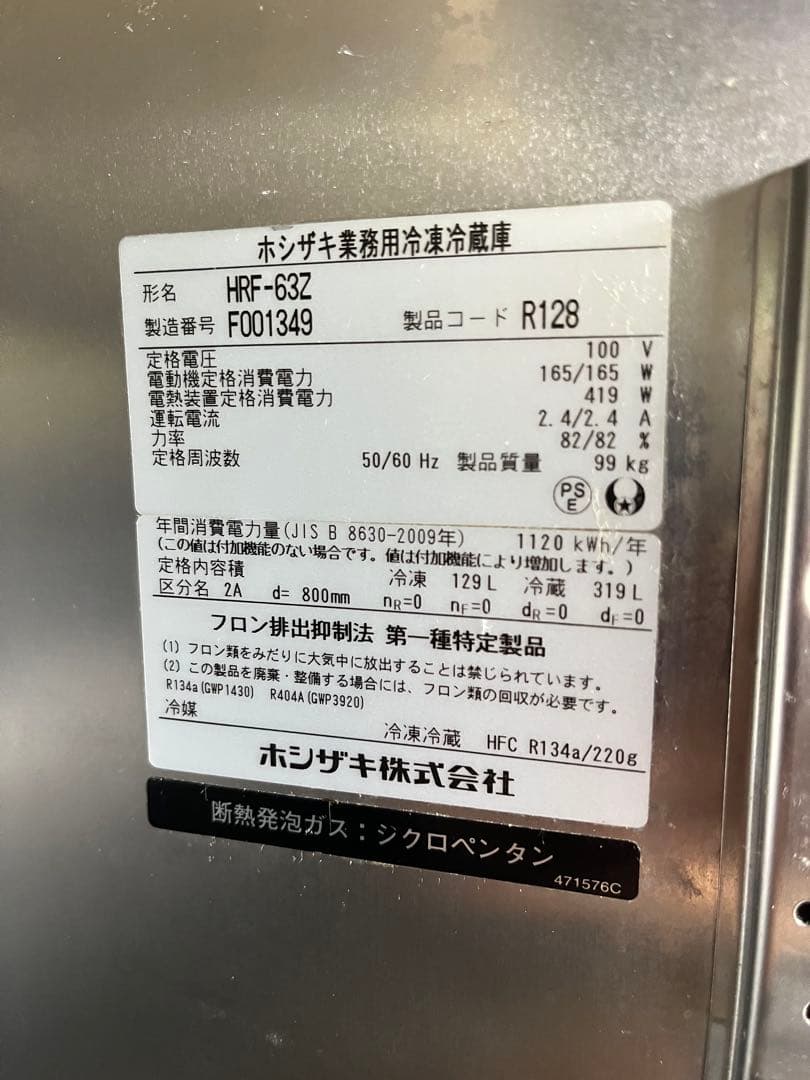 ホシザキ業務用冷凍冷蔵庫
形名 HRF-63Z
製造番号 F001349 製品コード R128
定格電圧 100 V
電動機定格消費電力 165/165 W
電熱装置定格消費電力 419 W
運転電流 2.4/2.4 A
力率 82/82 %
定格周波数 50/60 Hz 製品質量 99 kg
PS
E
年間消費電力量(JIS B 8630-2009年) 1120 kWh/年
(この値は付加機能のない場合です。値は付加機能により増加します。)
定格内容積 冷凍 129L 冷蔵 319L
区分名 2A d= 800mm nR=0 nF=0 dR=0 dF=0
フロン排出抑制法 第一種特定製品
(1) フロン類をみだりに大気中に放出することは禁じられています。
(2) この製品を廃棄・整備する場合には、フロン類の回収が必要です。
R134a(GWP1430) R404A(GWP3920)
冷媒 冷凍冷蔵 HFC R134a/220g
ホシザキ株式会社
断熱発泡ガス:シクロペンタン
471576C